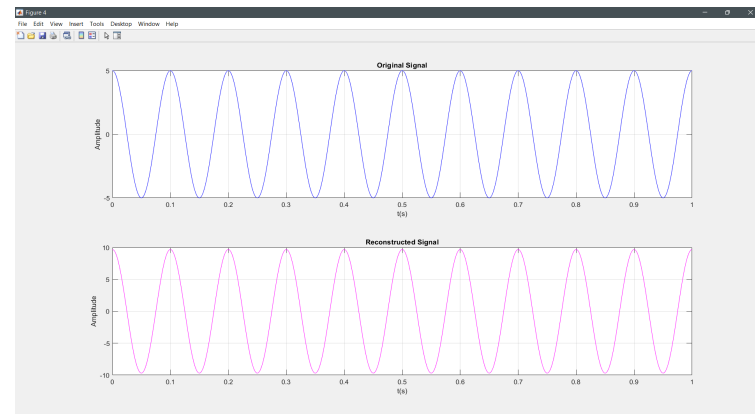 Figure 4
File Edit View Insert Tools Desktop Window Help
Original Signal
5
0
-5
Amplitude
0 0.1 0.2 0.3 0.4 0.5 0.6 0.7 0.8 0.9 1
t(s)
Reconstructed Signal
10
5
0
-5
-10
Amplitude
0 0.1 0.2 0.3 0.4 0.5 0.6 0.7 0.8 0.9 1
t(s)